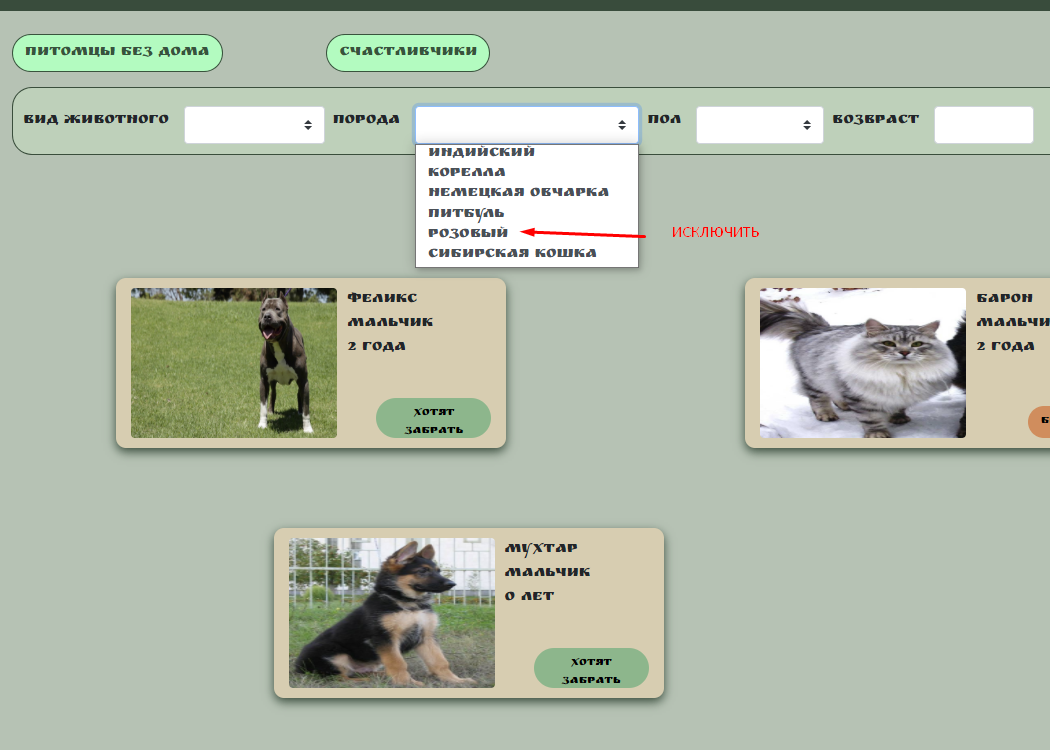 ПИТОМЦЫ БЕЗ ДОМА
СЧАСТЛИВЧИКИ
ВИД ЖИВОТНОГО
ПОРОДА
ПОЛ
ВОЗВРАСТ
ИНДИЙСКИЙ
КОРЕЛЛА
НЕМЕЦКАЯ ОВЧАРКА
ПИТБУЛЬ
РОЗОВЫЙ
ИСКЛЮЧИТЬ
СИБИРСКАЯ КОШКА
ФЕЛИКС
МАЛЬЧИК
2 ГОДА
ХОТЯТ
ЗАБРАТЬ
БАРОН
МАЛЬЧИ
2 ГОДА
Б
МУХТАР
МАЛЬЧИК
0 ЛЕТ
ХОТЯТ
ЗАБРАТЬ